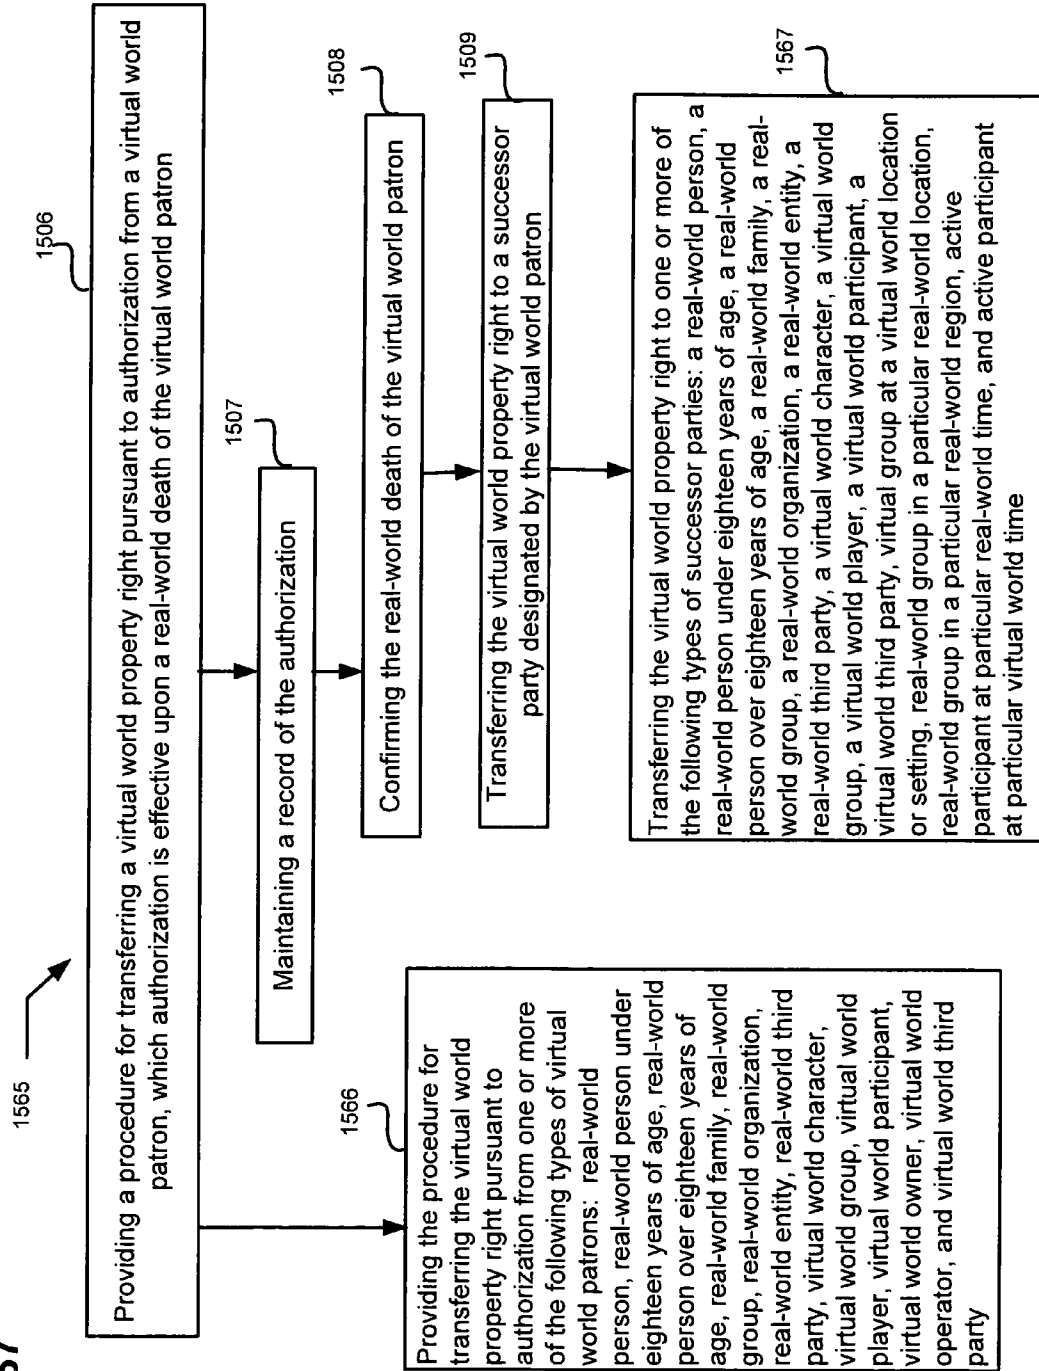 1565
1506
Providing a procedure for transferring a virtual world property right pursuant to authorization from a virtual world
patron, which authorization is effective upon a real-world death of the virtual world patron
1507
Maintaining a record of the authorization
1508
Confirming the real-world death of the virtual world patron
1509
Transferring the virtual world property right to a successor
party designated by the virtual world patron
1566
Providing the procedure for
transferring the virtual world
property right pursuant to
authorization from one or more
of the following types of virtual
world patrons: real-world
person, real-world person under
eighteen years of age, real-world
person over eighteen years of
age, real-world family, real-world
group, real-world organization,
real-world entity, real-world third
party, virtual world character,
virtual world group, virtual world
player, virtual world participant,
virtual world owner, virtual world
operator, and virtual world third
party
1567
Transferring the virtual world property right to one or more of
the following types of successor parties: a real-world person, a
real-world person under eighteen years of age, a real-world
person over eighteen years of age, a real-world family, a real-
world group, a real-world organization, a real-world entity, a
real-world third party, a virtual world character, a virtual world
group, a virtual world player, a virtual world participant, a
virtual world third party, virtual group at a virtual world location
or setting, real-world group in a particular real-world location,
real-world group in a particular real-world region, active
participant at particular real-world time, and active participant
at particular virtual world time